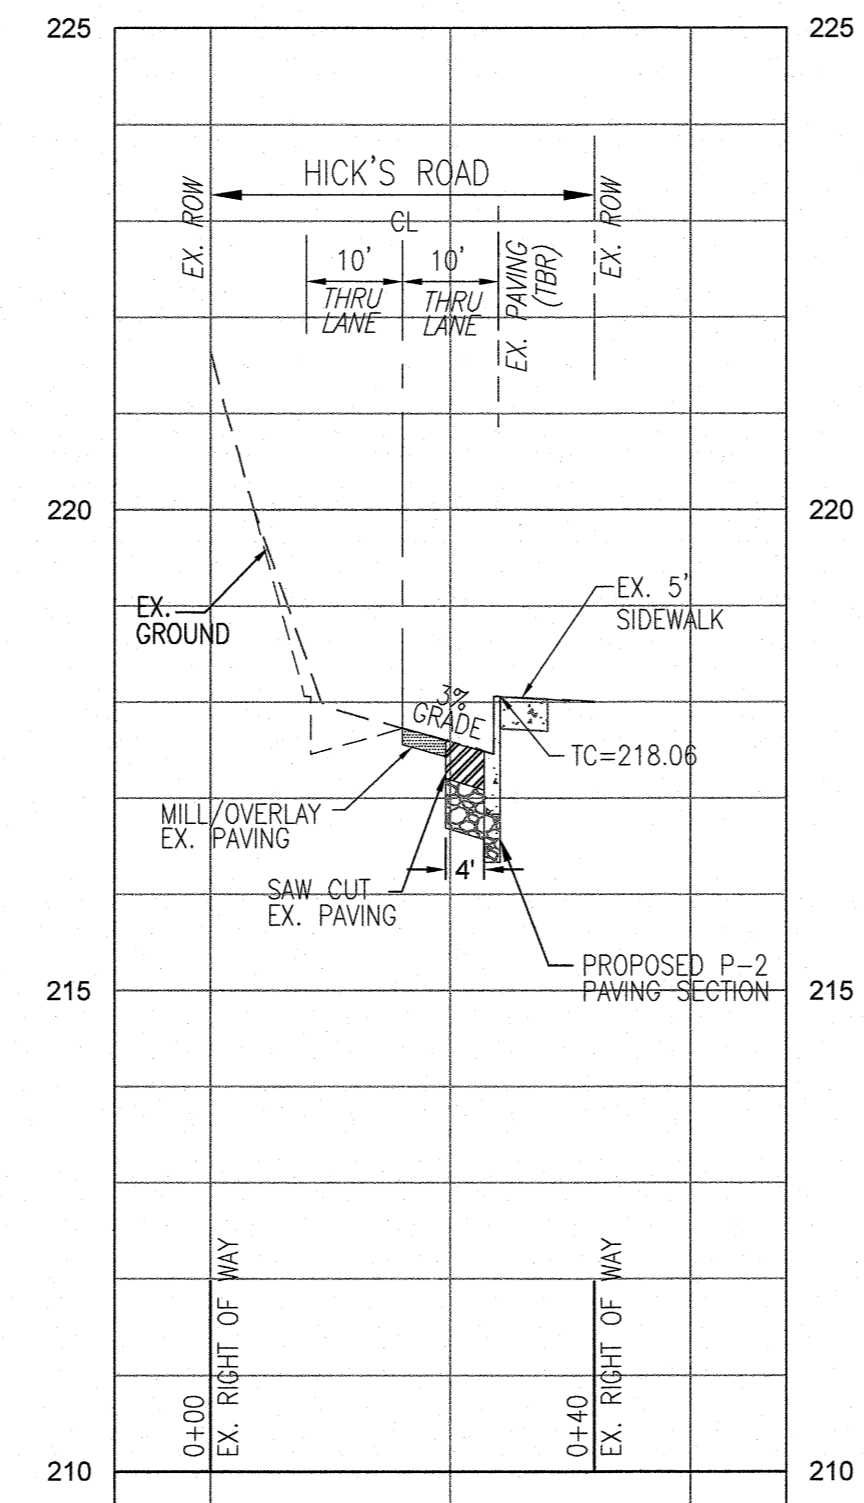 225
225
HICK'S ROAD
EX. ROW
EX. ROW
CL
10'
10'
THRU
LANE
THRU
LANE
EX. PAVING
(TBR)
220
220
EX.
GROUND
EX. 5'
SIDEWALK
3%
GRADE
TC=218.06
MILL/OVERLAY
EX. PAVING
4'
SAW CUT
EX. PAVING
PROPOSED P-2
PAVING SECTION
215
215
0+00
EX. RIGHT OF WAY
0+40
EX. RIGHT OF WAY
210
210